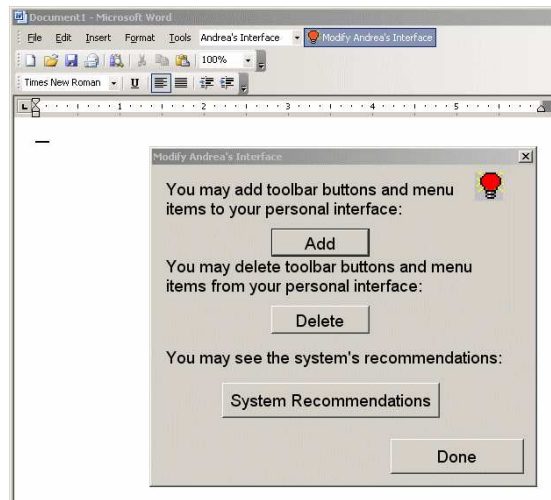 Document1 - Microsoft Word
File Edit Insert Format Tools Andrea's Interface Modify Andrea's Interface
100%
Times New Roman U
1 2 3 4 5
Modify Andrea's Interface
You may add toolbar buttons and menu
items to your personal interface:
Add
You may delete toolbar buttons and menu
items from your personal interface:
Delete
You may see the system's recommendations:
System Recommendations
Done